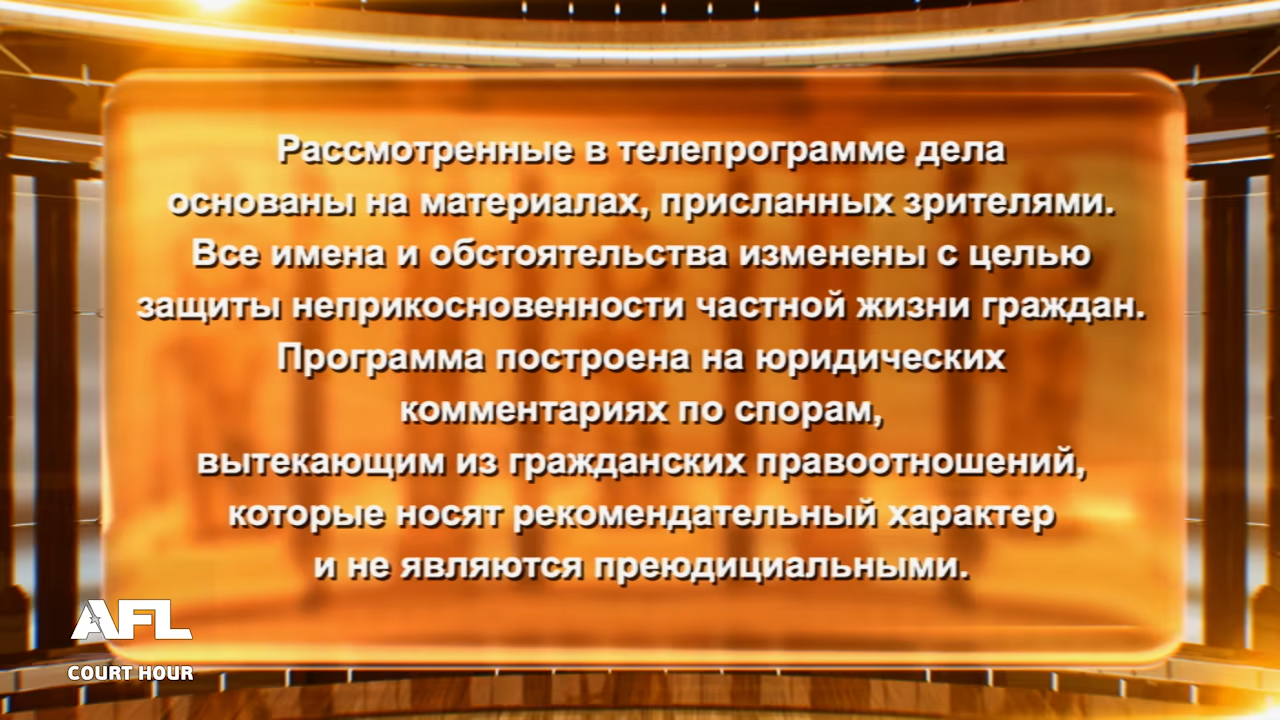 Рассмотренные в телепрограмме дела
основаны на материалах, присланных зрителями.
Все имена и обстоятельства изменены с целью
защиты неприкосновенности частной жизни граждан.
Программа построена на юридических
комментариях по спорам,
вытекающим из гражданских правоотношений,
которые носят рекомендательный характер
и не являются преюдициальными.
AFL
COURT HOUR